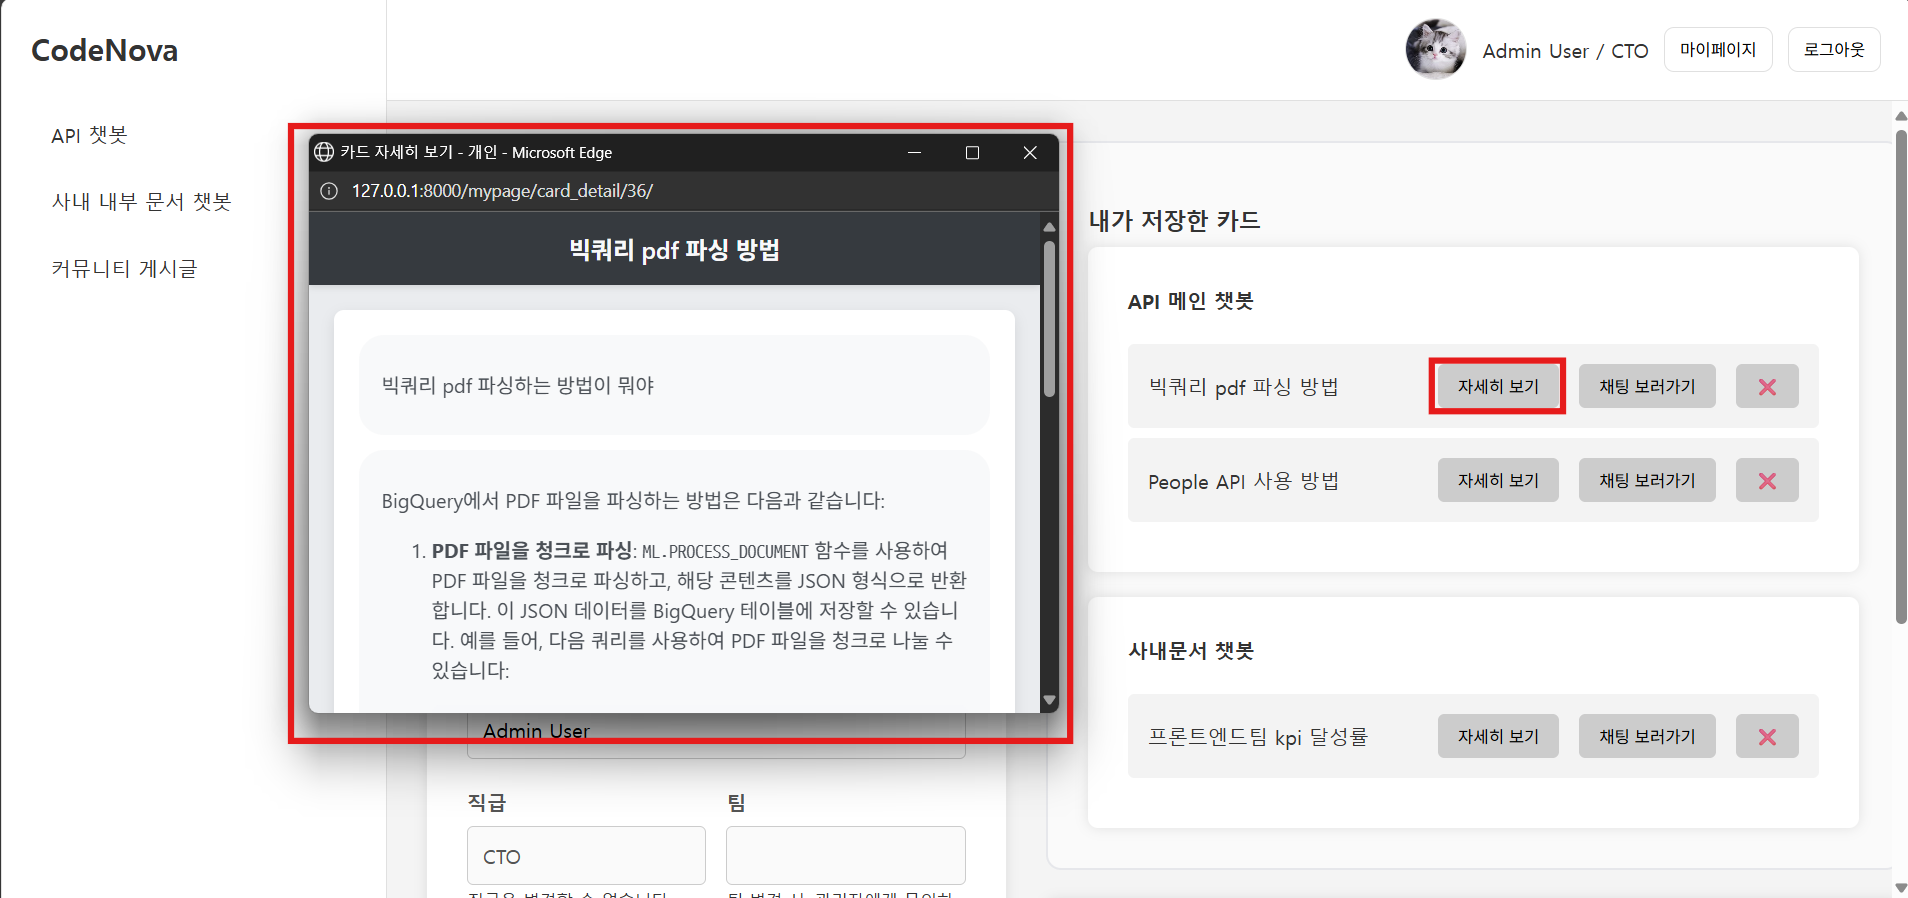 CodeNova
Admin User / CTO
마이페이지
로그아웃
API 챗봇
사내 내부 문서 챗봇
커뮤니티 게시글
카드 자세히 보기 - 개인 - Microsoft Edge
127.0.0.1:8000/mypage/card_detail/36/
빅쿼리 pdf 파싱 방법
빅쿼리 pdf 파싱하는 방법이 뭐야
BigQuery에서 PDF 파일을 파싱하는 방법은 다음과 같습니다:
1. PDF 파일을 청크로 파싱: ML.PROCESS_DOCUMENT 함수를 사용하여
PDF 파일을 청크로 파싱하고, 해당 콘텐츠를 JSON 형식으로 반환
합니다. 이 JSON 데이터를 BigQuery 테이블에 저장할 수 있습니
다. 예를 들어, 다음 쿼리를 사용하여 PDF 파일을 청크로 나눌 수
있습니다:
Admin User
직급
팀
CTO
내가 저장한 카드
API 메인 챗봇
빅쿼리 pdf 파싱 방법
자세히 보기
채팅 보러가기
People API 사용 방법
자세히 보기
채팅 보러가기
사내문서 챗봇
프론트엔드팀 kpi 달성률
자세히 보기
채팅 보러가기